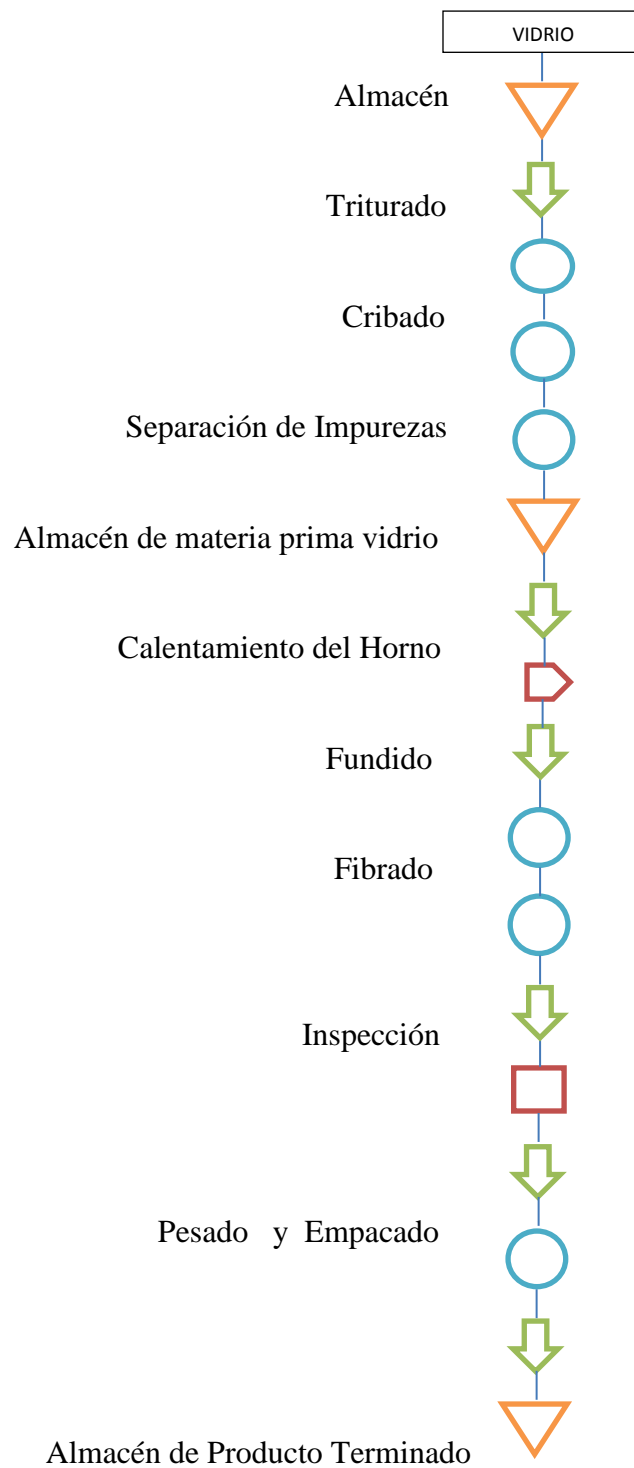 VIDRIO
Almacén
Triturado
Cribado
Separación de Impurezas
Almacén de materia prima vidrio
Calentamiento del Horno
Fundido
Fibrado
Inspección
Pesado y Empacado
Almacén de Producto Terminado